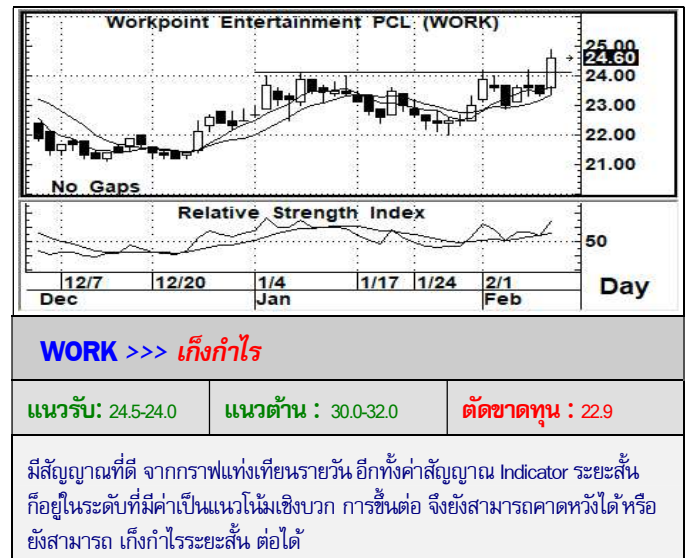 Workpoint Entertainment PCL (WORK)
25.00
24.60
24.00
23.00
22.00
21.00
No Gaps
Relative Strength Index
50
12/7 12/20 1/4 1/17 1/24 2/1
Dec Jan Feb
Day
WORK >>> เก็งกำไร
แนวรับ: 24.5-24.0 แนวต้าน : 30.0-32.0 ตัดขาดทุน : 22.9
มีสัญญาณที่ดี จากกราฟแท่งเทียนรายวัน อีกทั้งค่าสัญญาณ Indicator ระยะสั้น
ก็อยู่ในระดับที่มีค่าเป็นแนวโน้มเชิงบวก การขึ้นต่อ จึงยังสามารถคาดหวังได้ หรือ
ยังสามารถ เก็งกำไรระยะสั้น ต่อได้